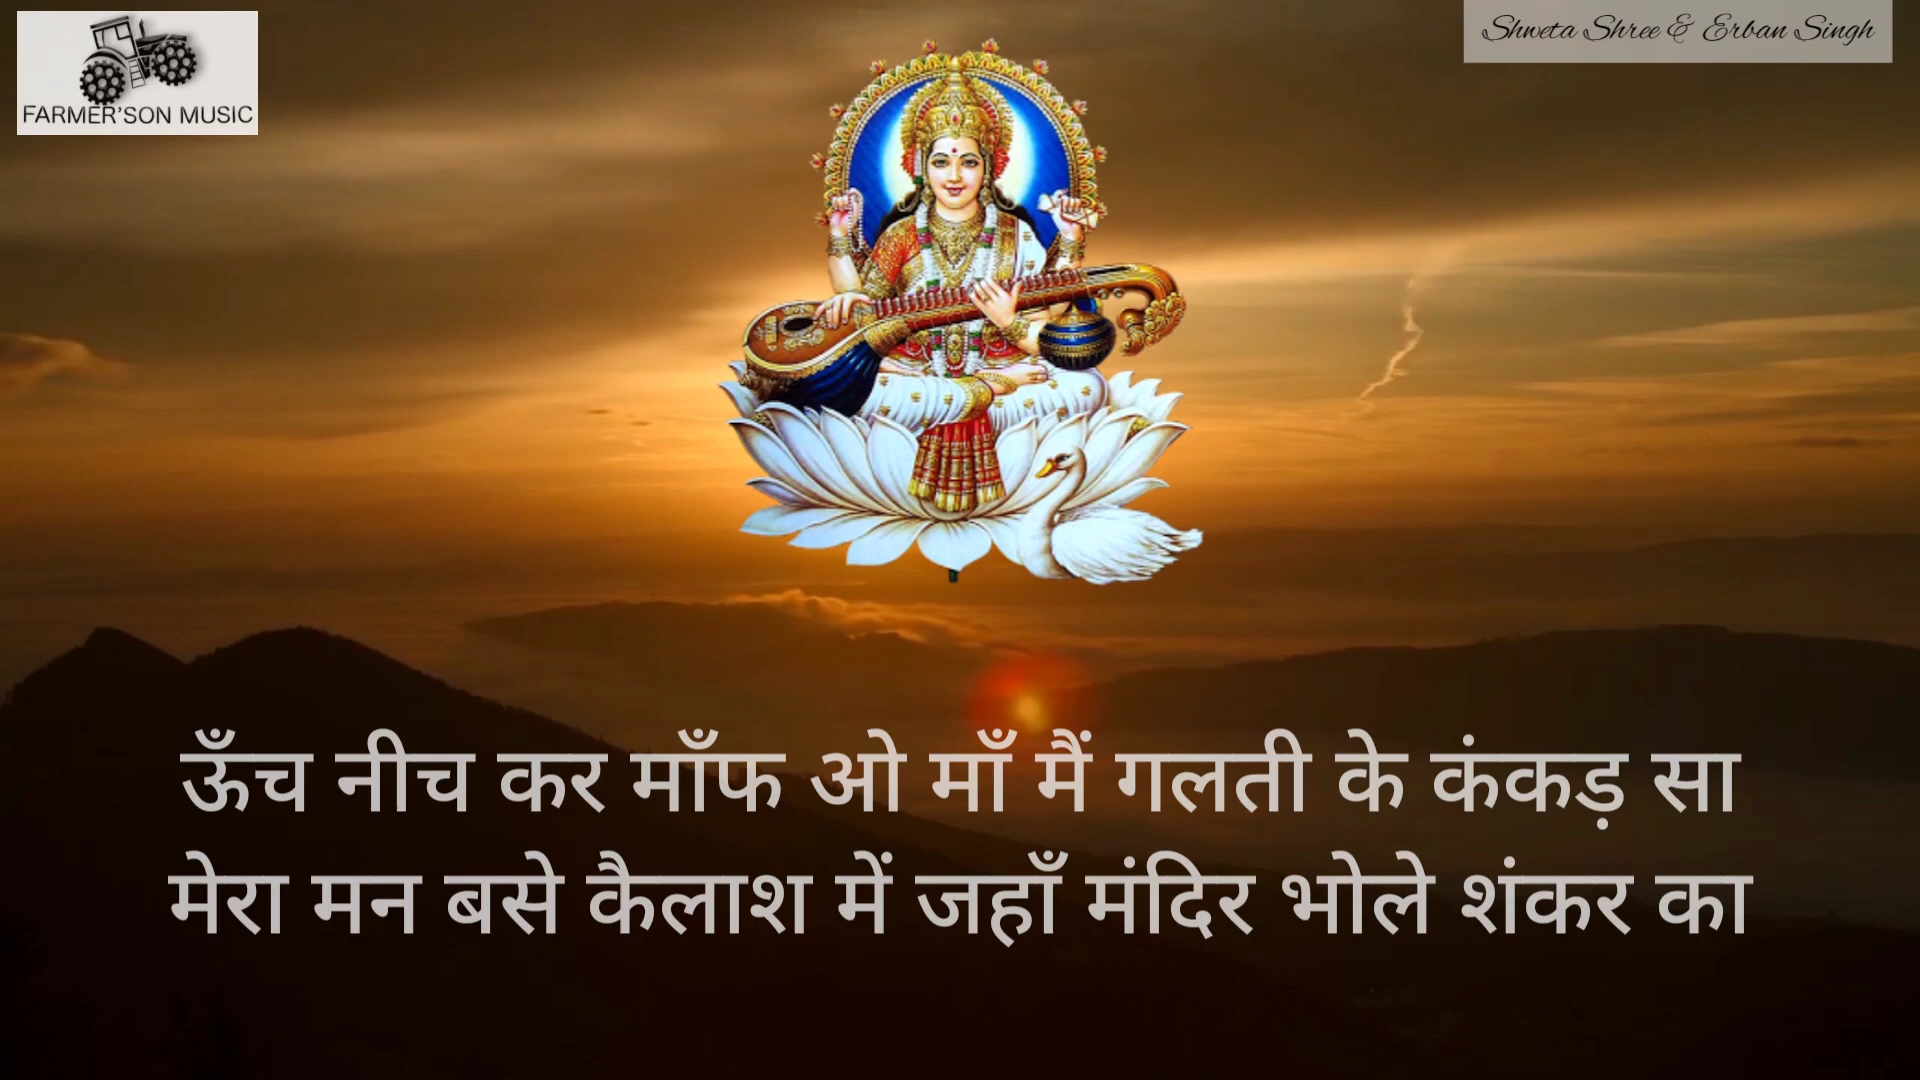 FARMER'SON MUSIC
Shweta Shree & Erban Singh
ऊँच नीच कर माँफ ओ माँ मैं गलती के कंकड़ सा
मेरा मन बसे कैलाश में जहाँ मंदिर भोले शंकर का